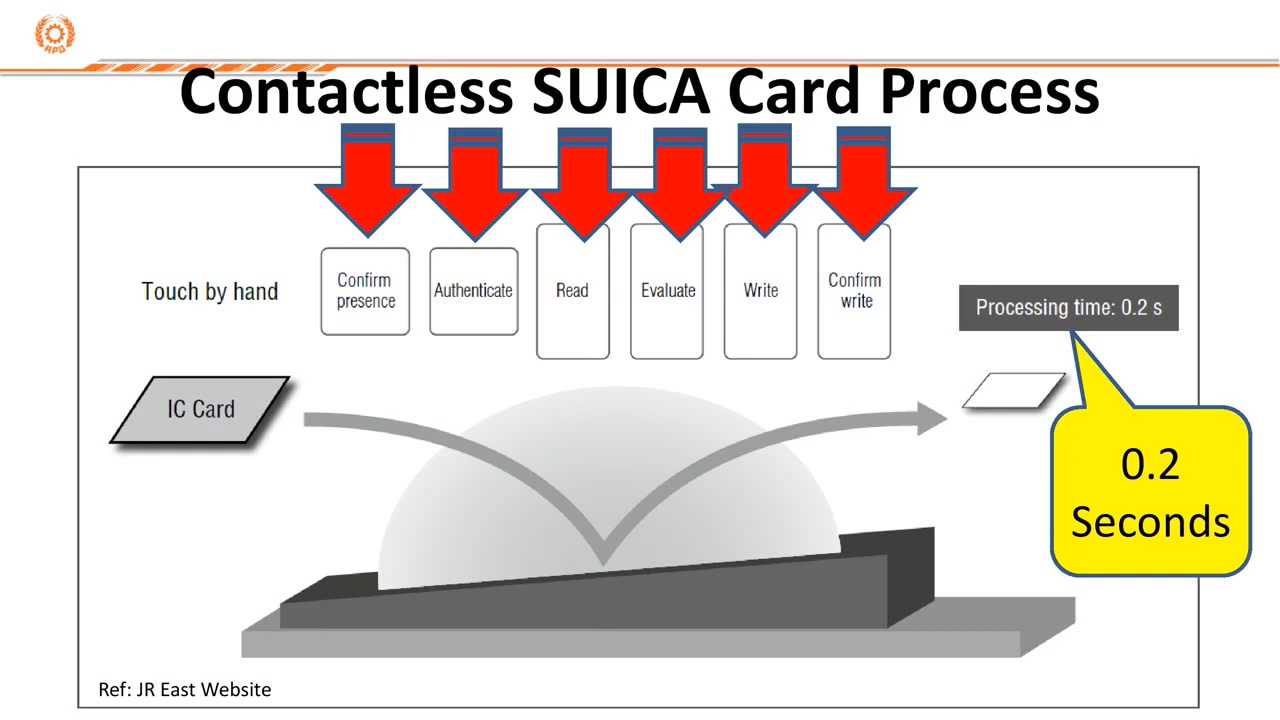 RPD
Contactless SUICA Card Process
Touch by hand
Confirm
presence
Authenticate
Read
Evaluate
Write
Confirm
write
Processing time: 0.2 s
IC Card
0.2
Seconds
Ref: JR East Website